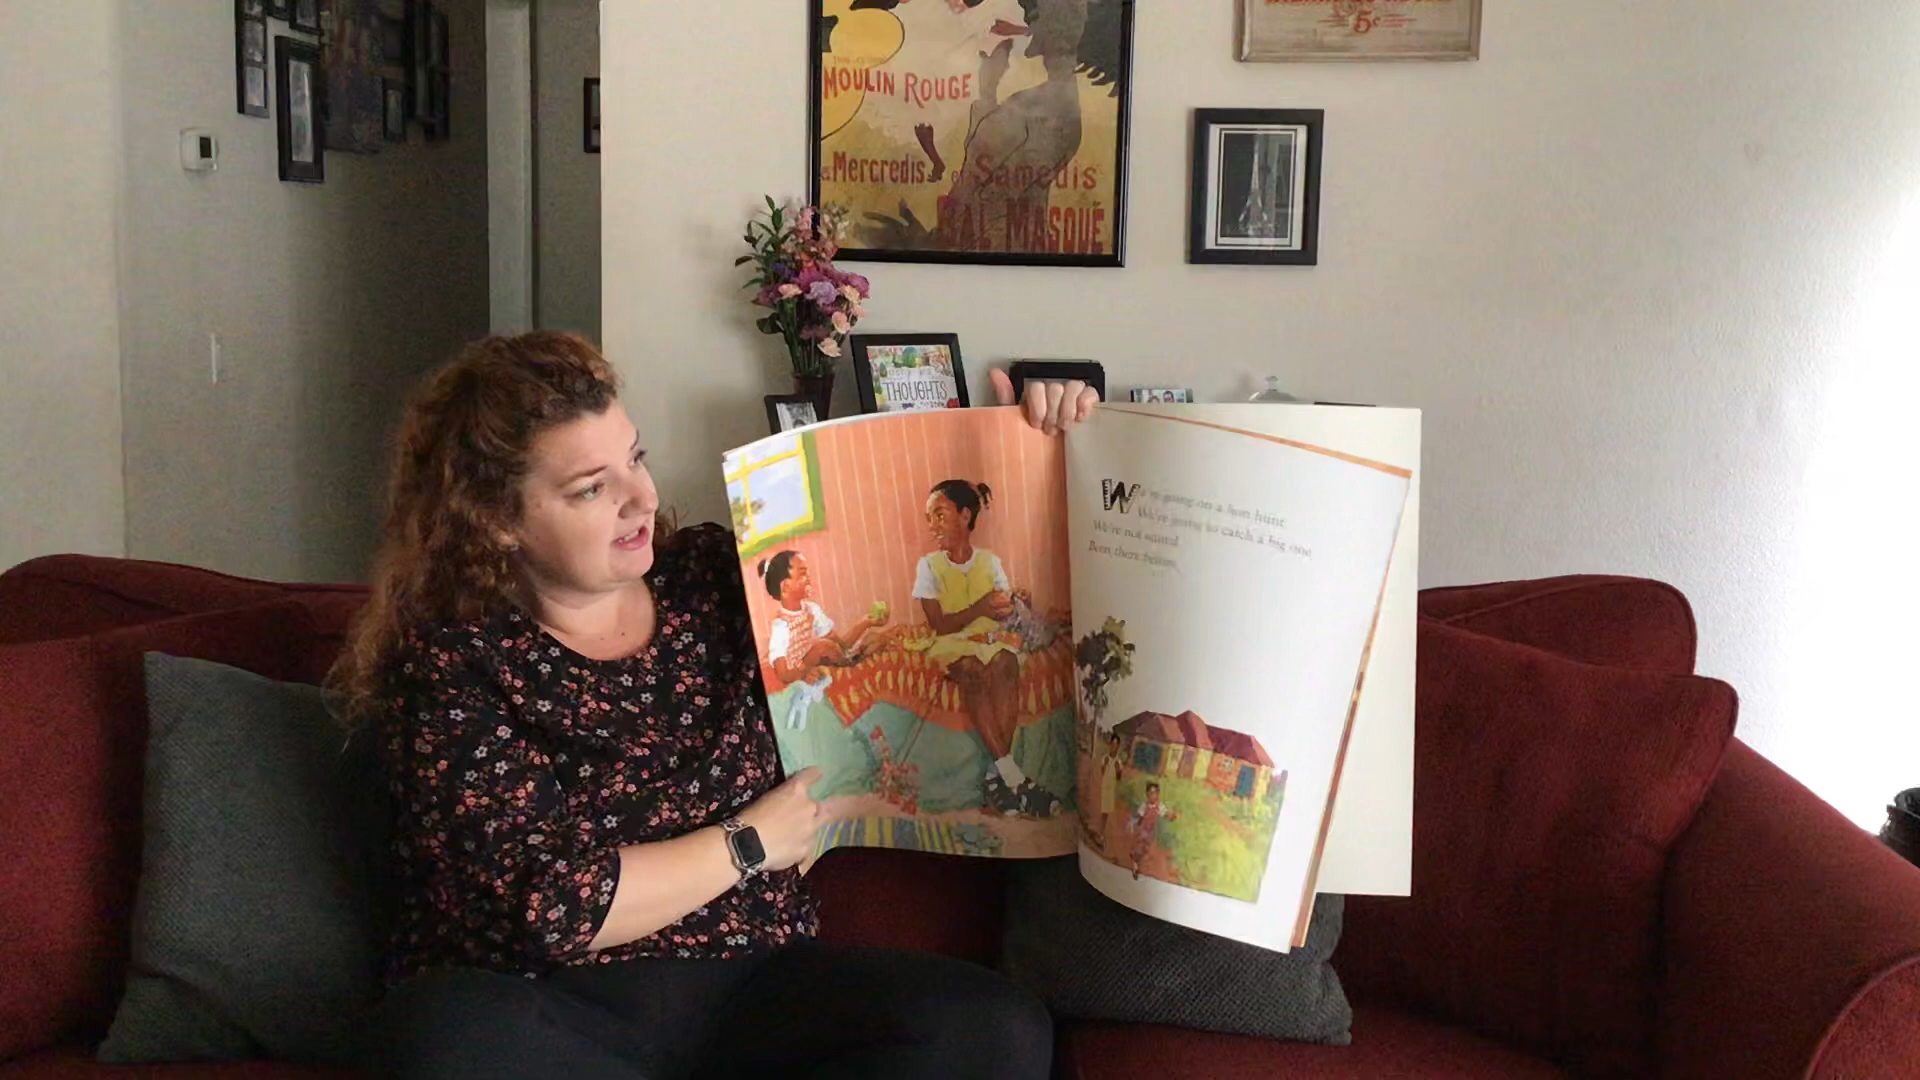 5¢
MOULIN ROUGE
Mercredis et Samedis
BAL MASQUÉ
THOUGHTS
We're going on a lion hunt.
We're going to catch a big one.
We're not scared.
Been there before.